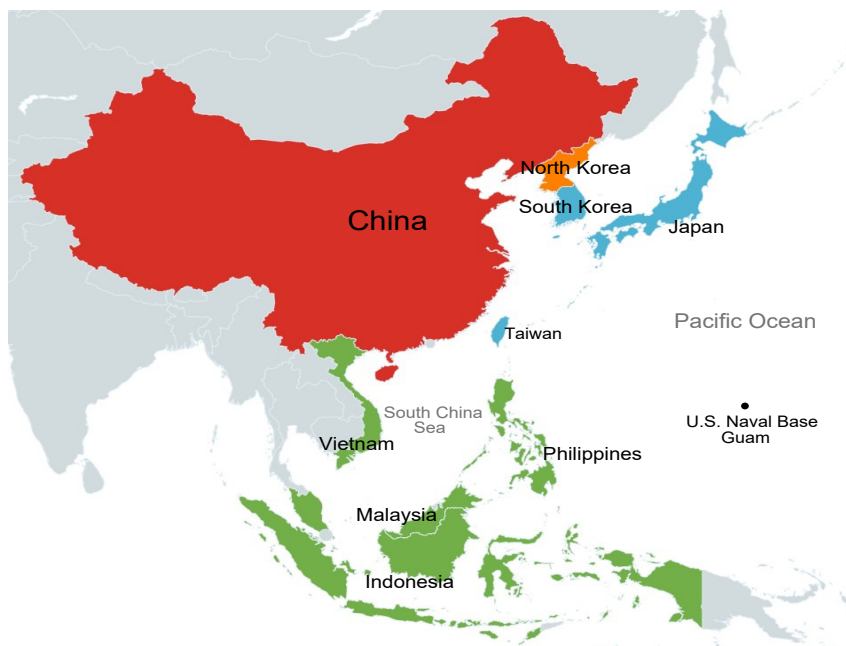 North Korea
South Korea
China
Japan
Pacific Ocean
Taiwan
South China
Sea
U.S. Naval Base
Guam
Vietnam
Philippines
Malaysia
Indonesia